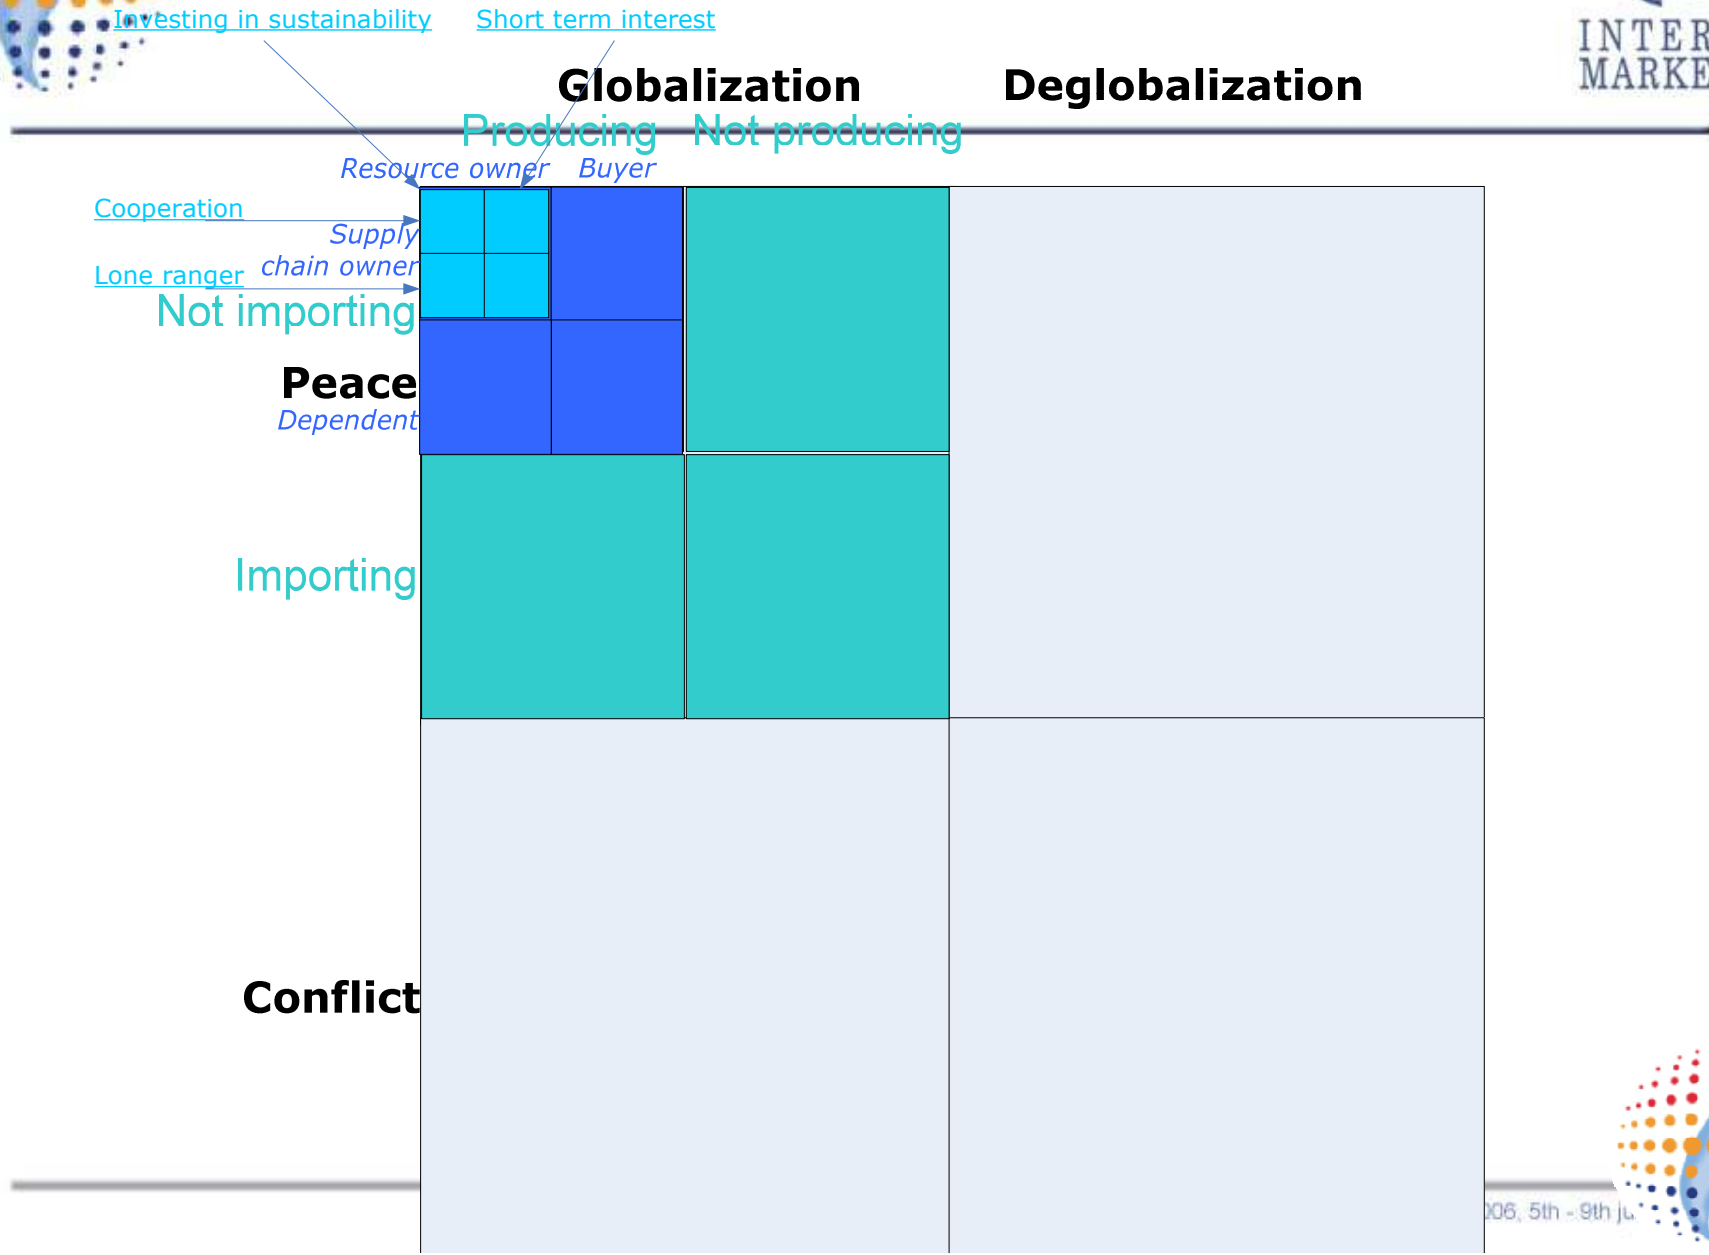 Investing in sustainability
Short term interest
INTER
MARKE
Globalization
Deglobalization
Producing
Not producing
Resource owner
Buyer
Cooperation
Supply
chain owner
Lone ranger
Not importing
Peace
Dependent
Importing
Conflict
006, 5th - 9th ju